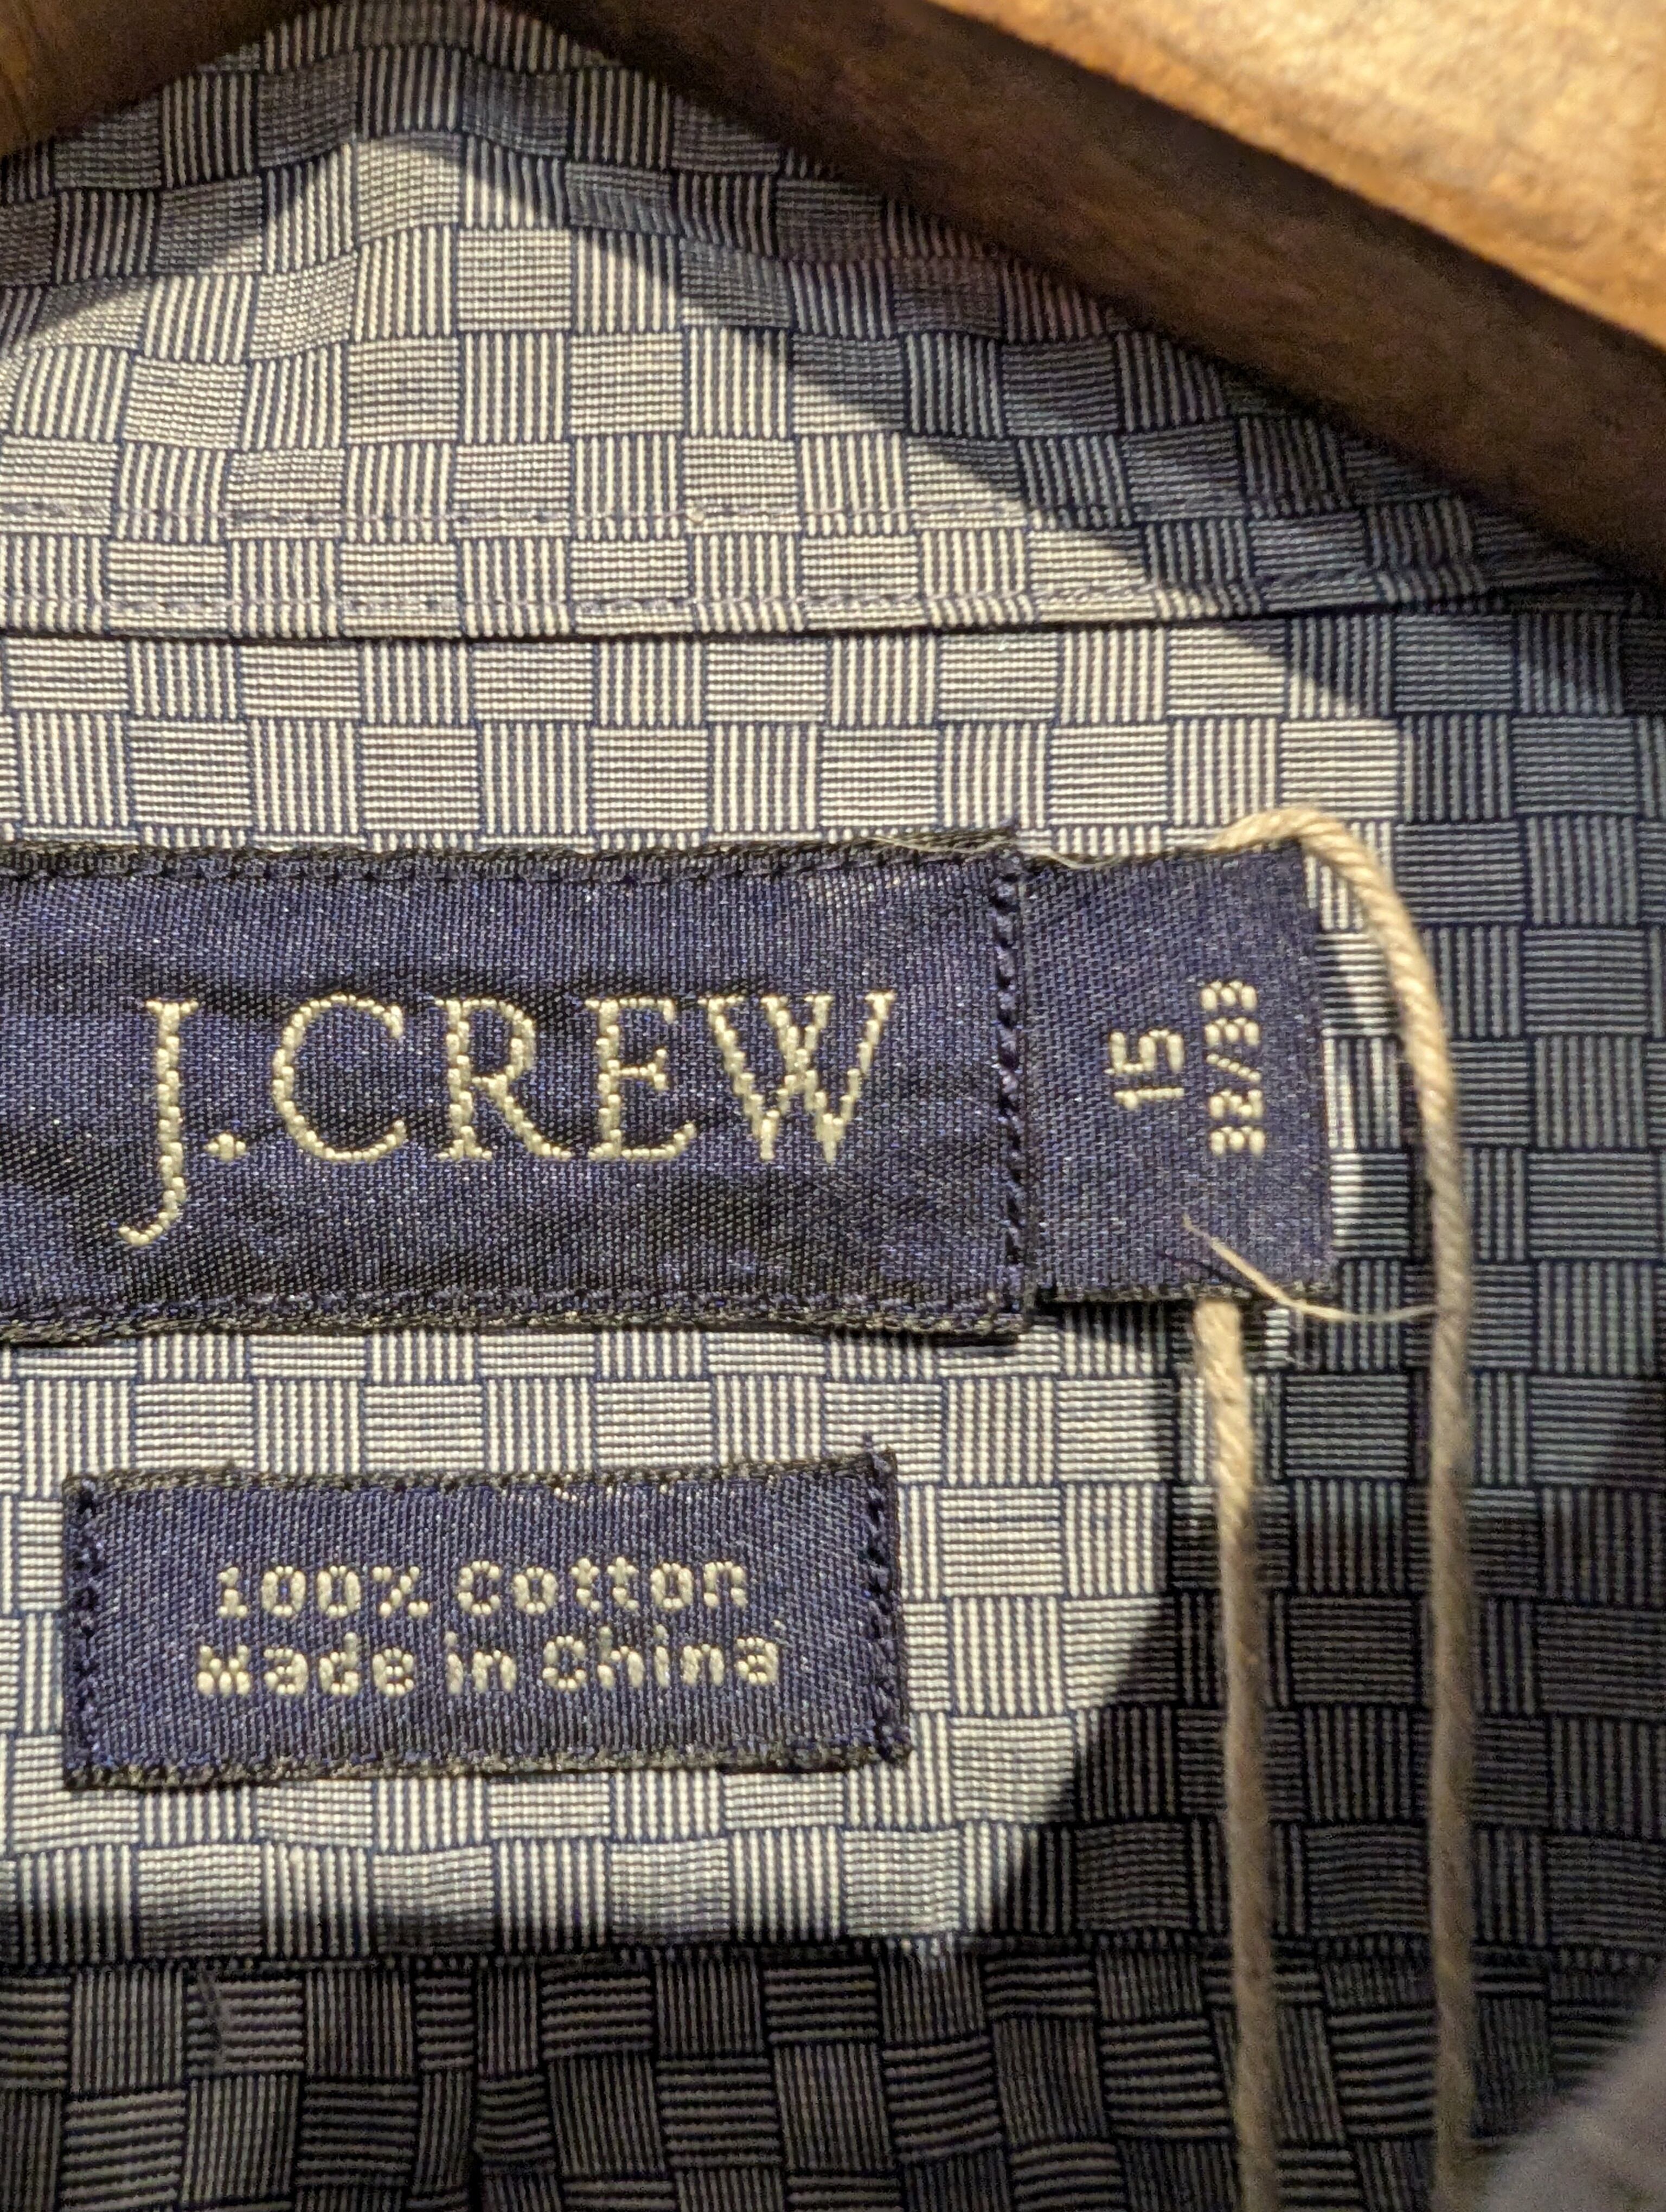 J.CREW
15
32/33
100% Cotton
Made in China